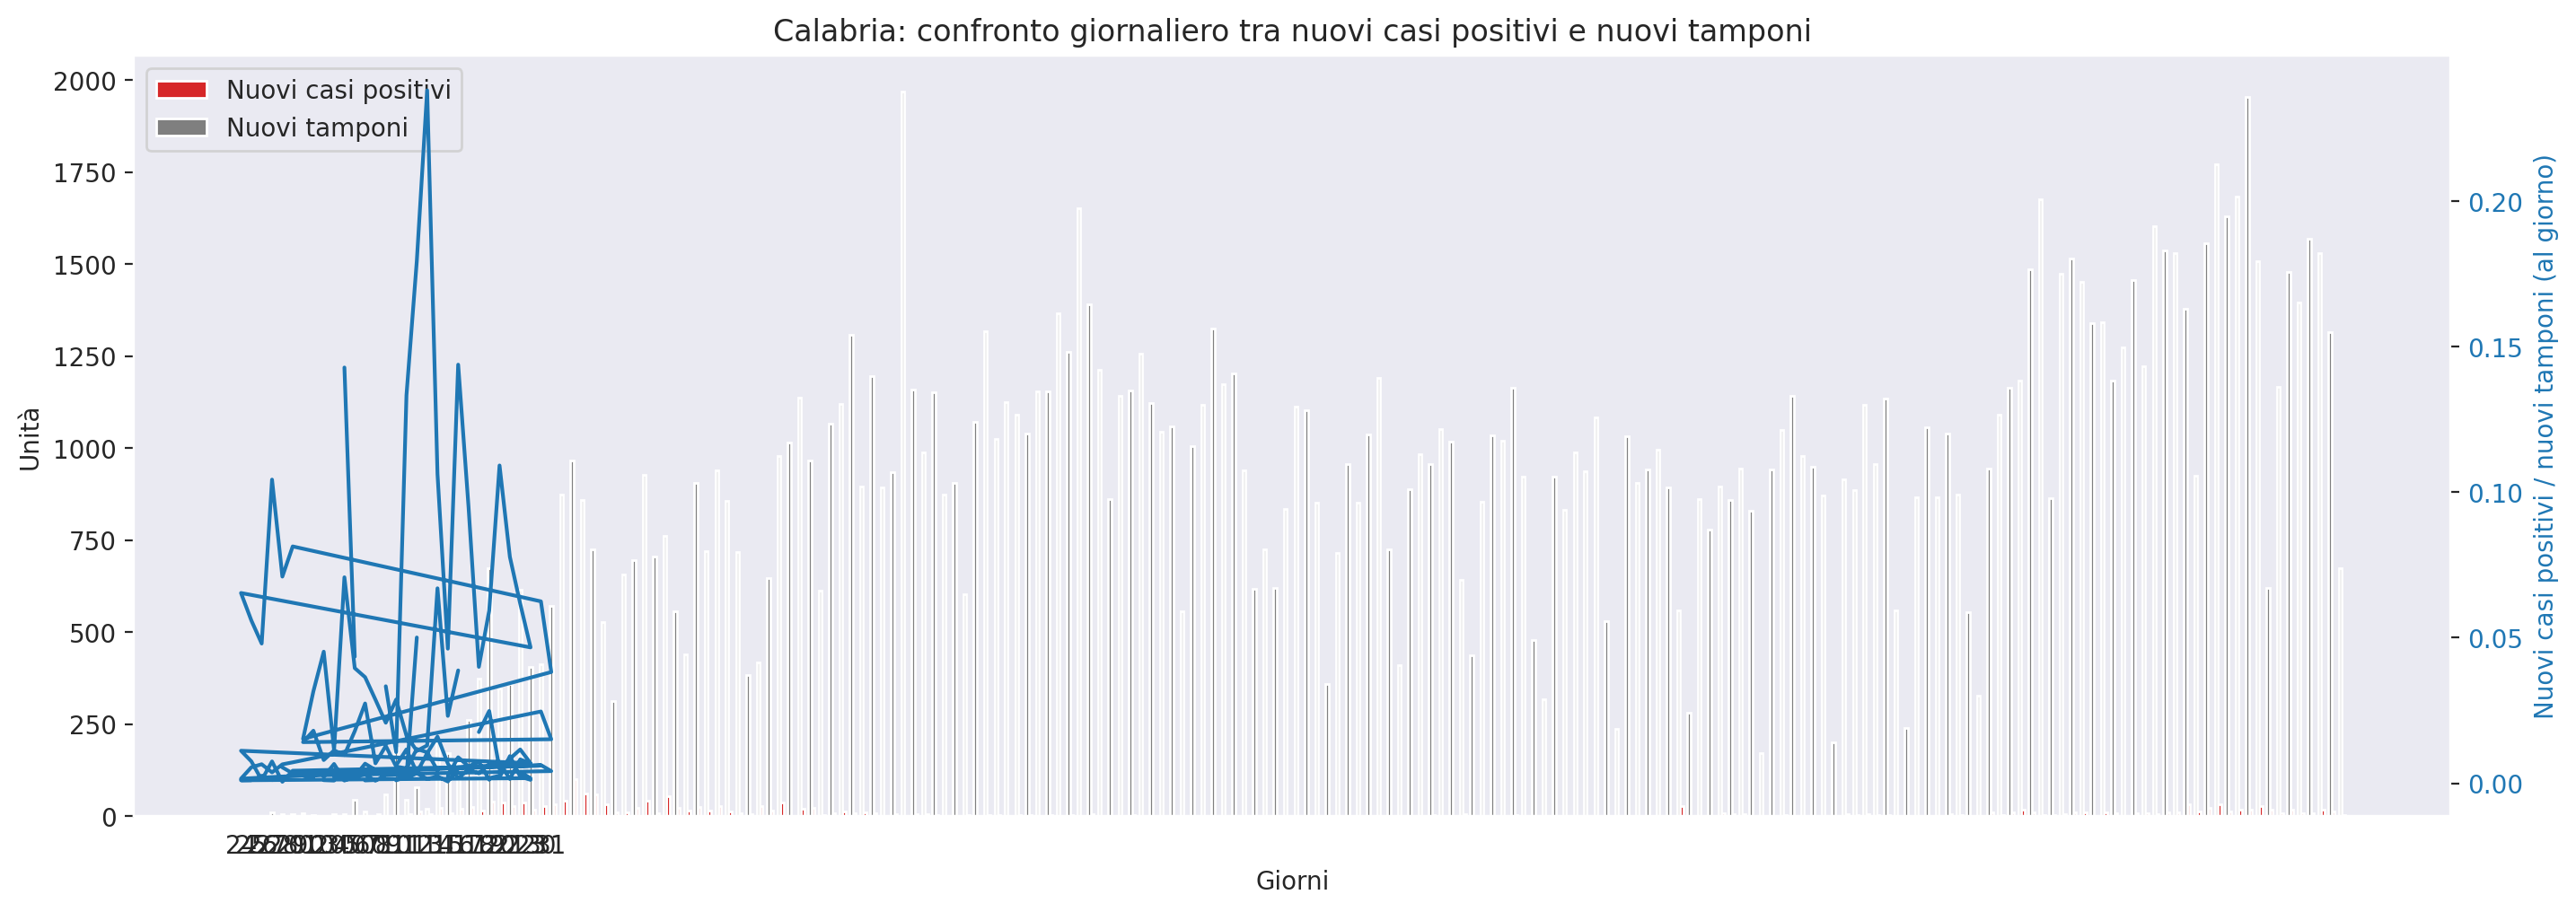 Calabria: confronto giornaliero tra nuovi casi positivi e nuovi tamponi
Nuovi casi positivi
Nuovi tamponi
2000
1750
1500
1250
1000
750
500
250
0
Unità
0.20
0.15
0.10
0.05
0.00
Nuovi casi positivi / nuovi tamponi (al giorno)
Giorni